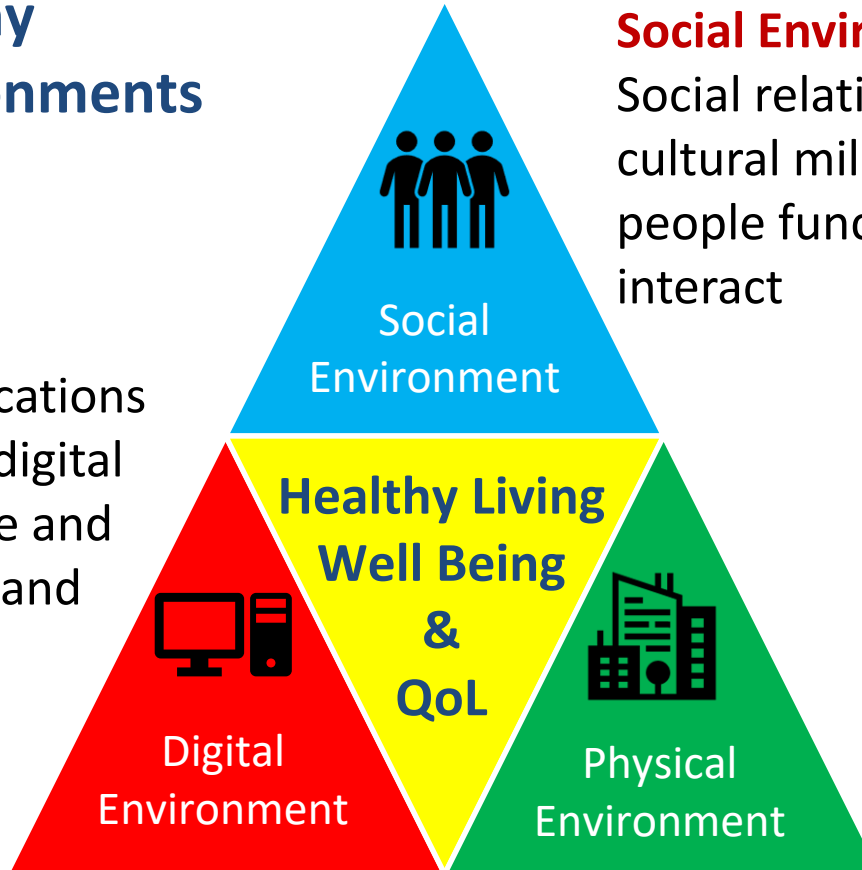 nments
Social Envir
Social relati
cultural mil
people func
interact
Social
Environment
cations
digital
e and
and
Healthy Living
Well Being
&
QoL
Digital
Environment
Physical
Environment